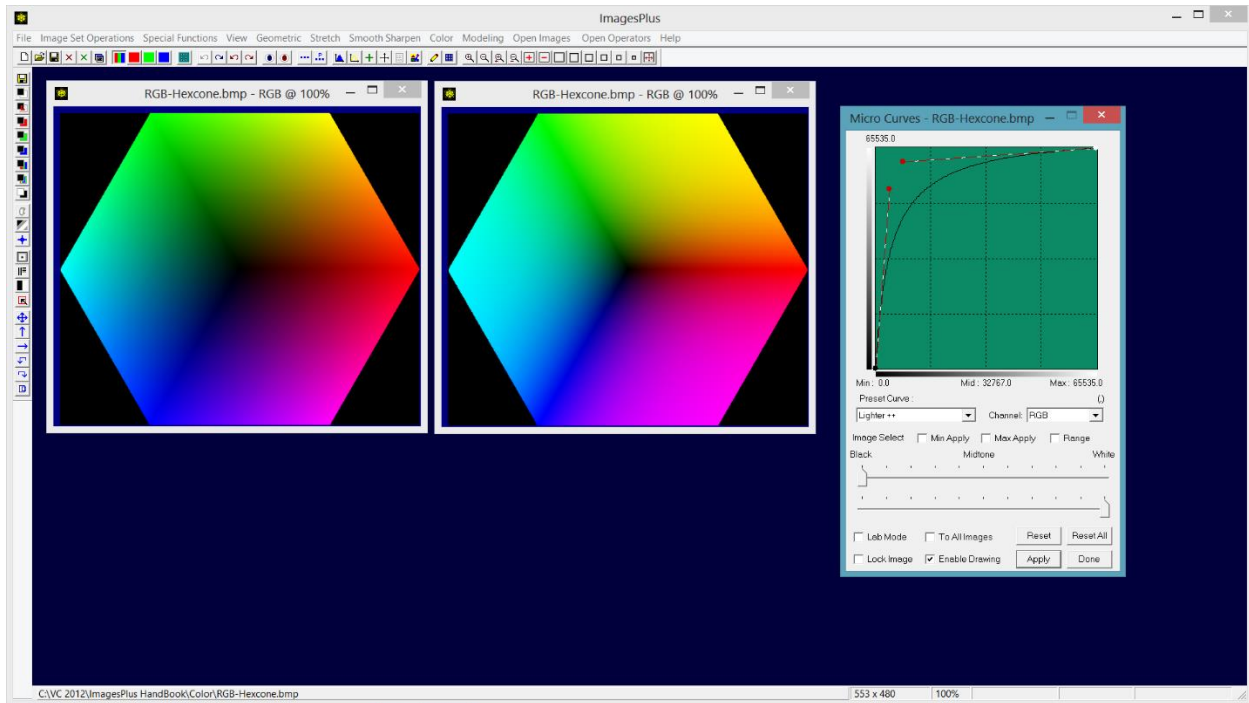 ImagesPlus
File Image Set Operations Special Functions View Geometric Stretch Smooth Sharpen Color Modeling Open Images Open Operators Help
RGB-Hexcone.bmp - RGB @ 100%
RGB-Hexcone.bmp - RGB @ 100%
Micro Curves - RGB-Hexcone.bmp
65535.0
Min : 0.0 Mid : 32767.0 Max : 65535.0
Preset Curve : ()
Lighter ++ Channel: RGB
Image Select Min Apply Max Apply Range
Black Midtone White
Lab Mode To All Images Reset Reset All
Lock Image Enable Drawing Apply Done
C:\VC 2012\ImagesPlus HandBook\Color\RGB-Hexcone.bmp 553 x 480 100%